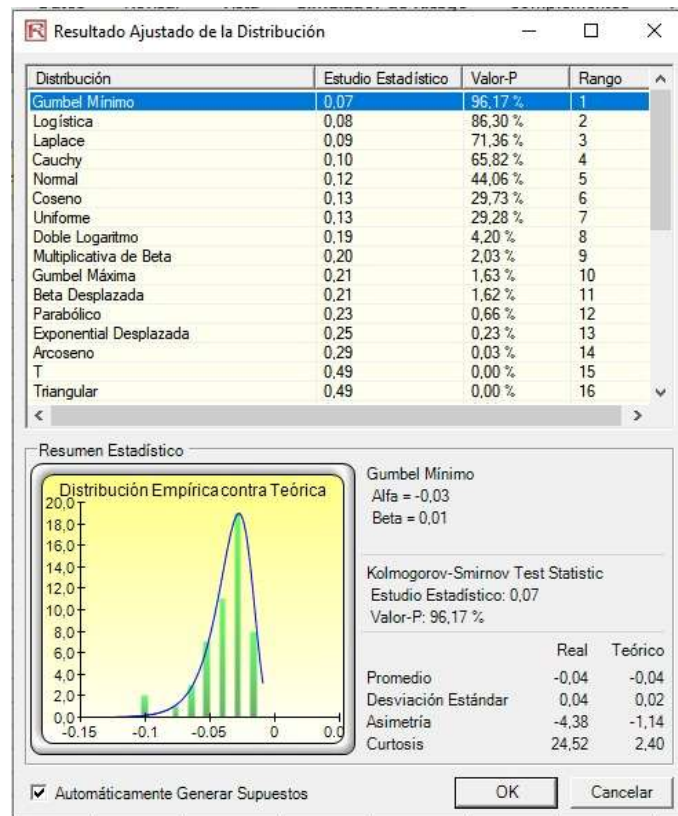 Resultado Ajustado de la Distribución
Distribución Estudio Estadístico Valor-P Rango
Gumbel Mínimo 0,07 96,17 % 1
Logística 0,08 86,30 % 2
Laplace 0,09 71,36 % 3
Cauchy 0,10 65,82 % 4
Normal 0,12 44,06 % 5
Coseno 0,13 29,73 % 6
Uniforme 0,13 29,28 % 7
Doble Logaritmo 0,19 4,20 % 8
Multiplicativa de Beta 0,20 2,03 % 9
Gumbel Máxima 0,21 1,63 % 10
Beta Desplazada 0,21 1,62 % 11
Parabólico 0,23 0,66 % 12
Exponential Desplazada 0,25 0,23 % 13
Arcoseno 0,29 0,03 % 14
T 0,49 0,00 % 15
Triangular 0,49 0,00 % 16
Resumen Estadístico
Distribución Empírica contra Teórica
20,0
18,0
16,0
14,0
12,0
10,0
8,0
6,0
4,0
2,0
0,0
-0.15 -0.1 -0.05 0 0.0
Gumbel Mínimo
Alfa = -0,03
Beta = 0,01
Kolmogorov-Smirnov Test Statistic
Estudio Estadístico: 0,07
Valor-P: 96,17 %
Real Teórico
Promedio -0,04 -0,04
Desviación Estándar 0,04 0,02
Asimetría -4,38 -1,14
Curtosis 24,52 2,40
Automáticamente Generar Supuestos OK Cancelar